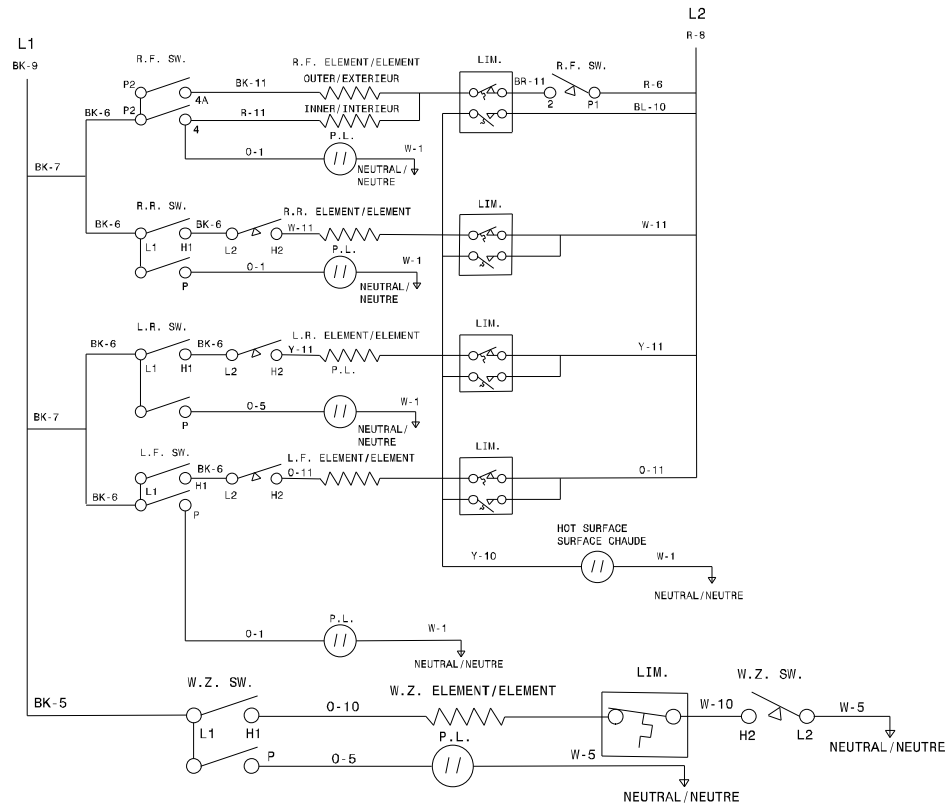 L1
BK-9
L2
R-8
R.F. SW.
R.F. ELEMENT/ELEMENT
LIM.
R.F. SW.
P2
BK-11
OUTER/EXTERIEUR
BR-11
R-6
4A
2
P1
BK-6
P2
R-11
INNER/INTERIEUR
BL-10
4
P.L.
O-1
W-1
BK-7
NEUTRAL/
NEUTRE
R.R. SW.
R.R. ELEMENT/ELEMENT
LIM.
BK-6
BK-6
W-11
W-11
L1
H1
L2
H2
P.L.
O-1
W-1
P
NEUTRAL/
NEUTRE
L.R. SW.
L.R. ELEMENT/ELEMENT
LIM.
BK-6
BK-6
Y-11
Y-11
L1
H1
L2
H2
P.L.
O-5
W-1
BK-7
P
NEUTRAL/
NEUTRE
L.F. SW.
L.F. ELEMENT/ELEMENT
LIM.
BK-6
O-11
O-11
BK-6
L1
H1
L2
H2
P
HOT SURFACE
SURFACE CHAUDE
Y-10
W-1
NEUTRAL/NEUTRE
P.L.
O-1
W-1
NEUTRAL/NEUTRE
W.Z. SW.
W.Z. ELEMENT/ELEMENT
LIM.
W.Z. SW.
BK-5
O-10
W-10
W-5
L1
H1
H2
L2
P.L.
NEUTRAL/NEUTRE
P
O-5
W-5
NEUTRAL/NEUTRE